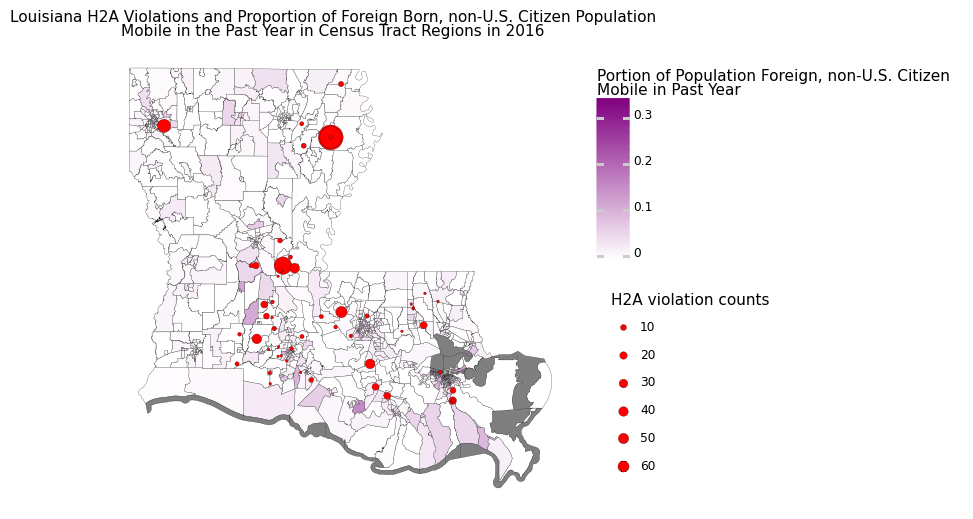 Louisiana H2A Violations and Proportion of Foreign Born, non-U.S. Citizen Population
Mobile in the Past Year in Census Tract Regions in 2016
Portion of Population Foreign, non-U.S. Citizen
Mobile in Past Year
0.3
0.2
0.1
0
H2A violation counts
10
20
30
40
50
60